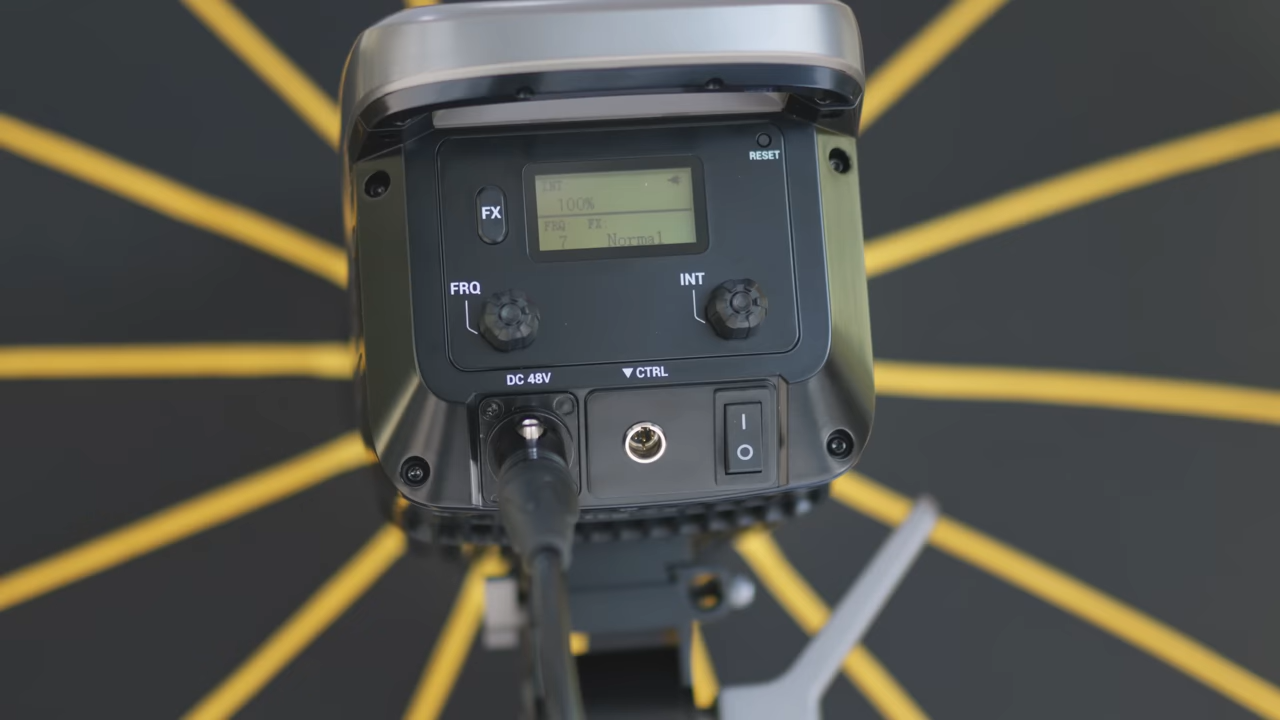 RESET
INT
100%
FRQ FX
7 Normal
FX
FRQ
INT
DC 48V
▼CTRL
I
O